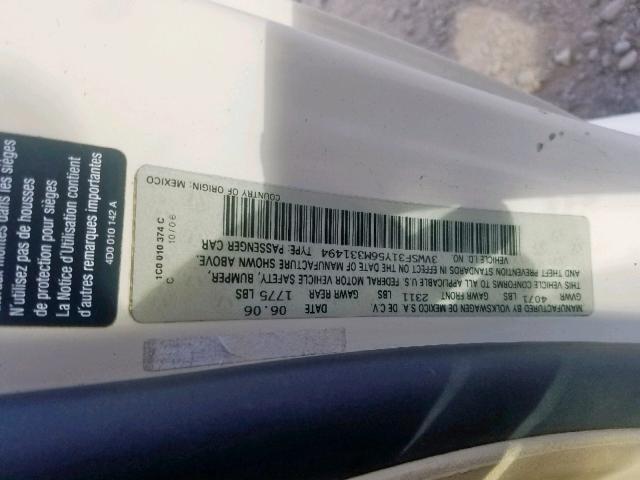 dans les sièges
N'utilisez pas de housses
de protection pour sièges
La Notice d'Utilisation contient
d'autres remarques importantes
4D0 010 142 A
MANUFACTURED BY VOLKSWAGEN DE MEXICO S.A. DE C.V.
DATE 06.06
GVWR 4071 LBS GAWR FRONT 2311 LBS GAWR REAR 1775 LBS
THIS VEHICLE CONFORMS TO ALL APPLICABLE U.S. FEDERAL MOTOR VEHICLE SAFETY, BUMPER,
AND THEFT PREVENTION STANDARDS IN EFFECT ON THE DATE OF MANUFACTURE SHOWN ABOVE.
VEHICLE I.D. NO.: 3VWSF31Y56M331494 TYPE: PASSENGER CAR
COUNTRY OF ORIGIN: MEXICO
1C0 010 374 C
10/06
C